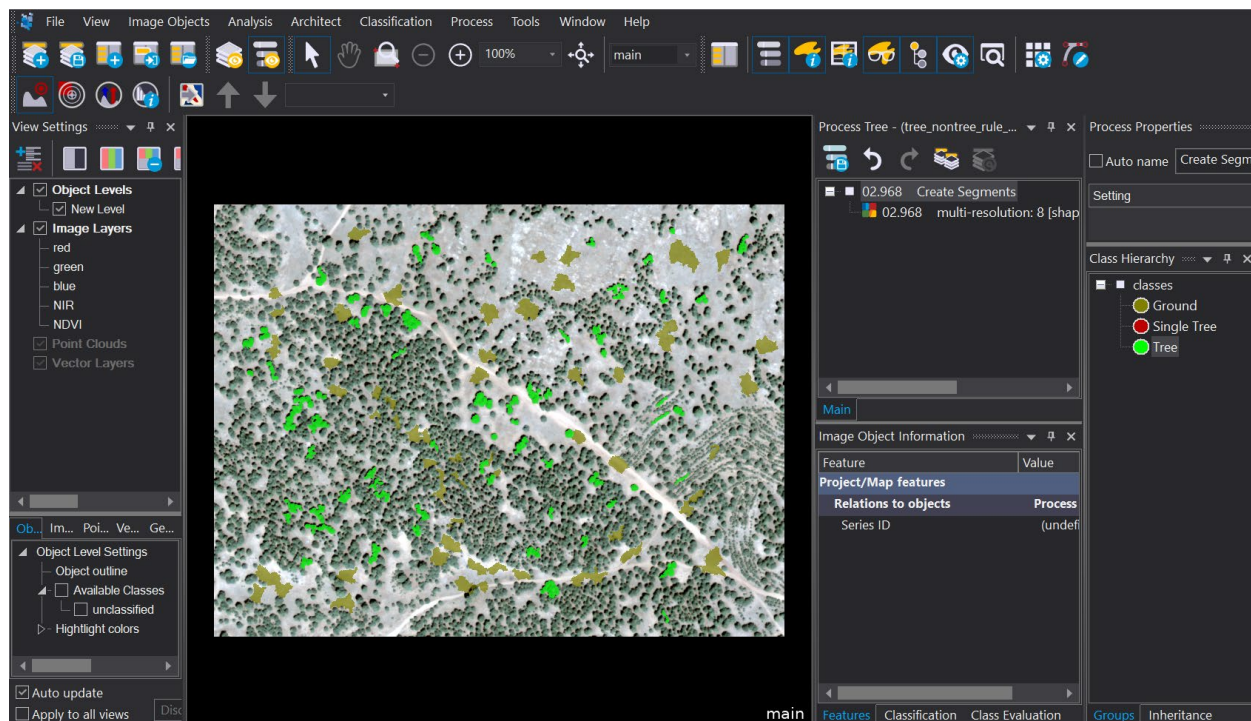 File View Image Objects Analysis Architect Classification Process Tools Window Help
100% main
View Settings
Object Levels
New Level
Image Layers
red
green
blue
NIR
NDVI
Point Clouds
Vector Layers
Ob... Im... Poi... Ve... Ge...
Object Level Settings
Object outline
Available Classes
unclassified
Hightlight colors
Auto update
Apply to all views Disc
main
Process Tree - (tree_nontree_rule_...
02.968 Create Segments
02.968 multi-resolution: 8 [shap
Main
Image Object Information
Feature Value
Project/Map features
Relations to objects Process
Series ID (undefi
Features Classification Class Evaluation
Process Properties
Auto name Create Segm
Setting
Class Hierarchy
classes
Ground
Single Tree
Tree
Groups Inheritance